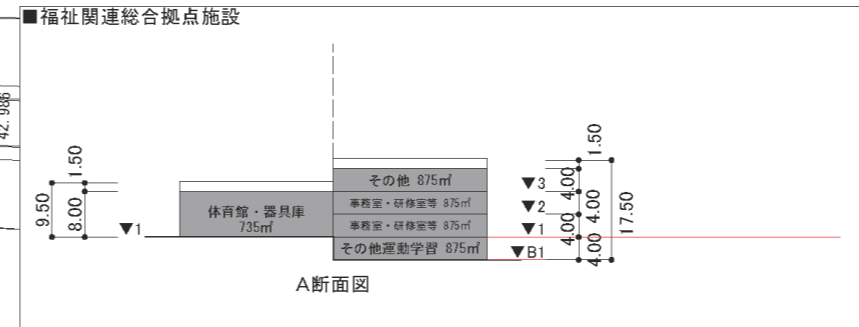 ■福祉関連総合拠点施設
42.986
1.50
9.50
8.00
▼1
体育館・器具庫
735㎡
その他 875㎡
事務室・研修室等 875㎡
事務室・研修室等 875㎡
その他運動学習 875㎡
▼3
▼2
▼1
▼B1
1.50
4.00
4.00
4.00
4.00
17.50
A断面図